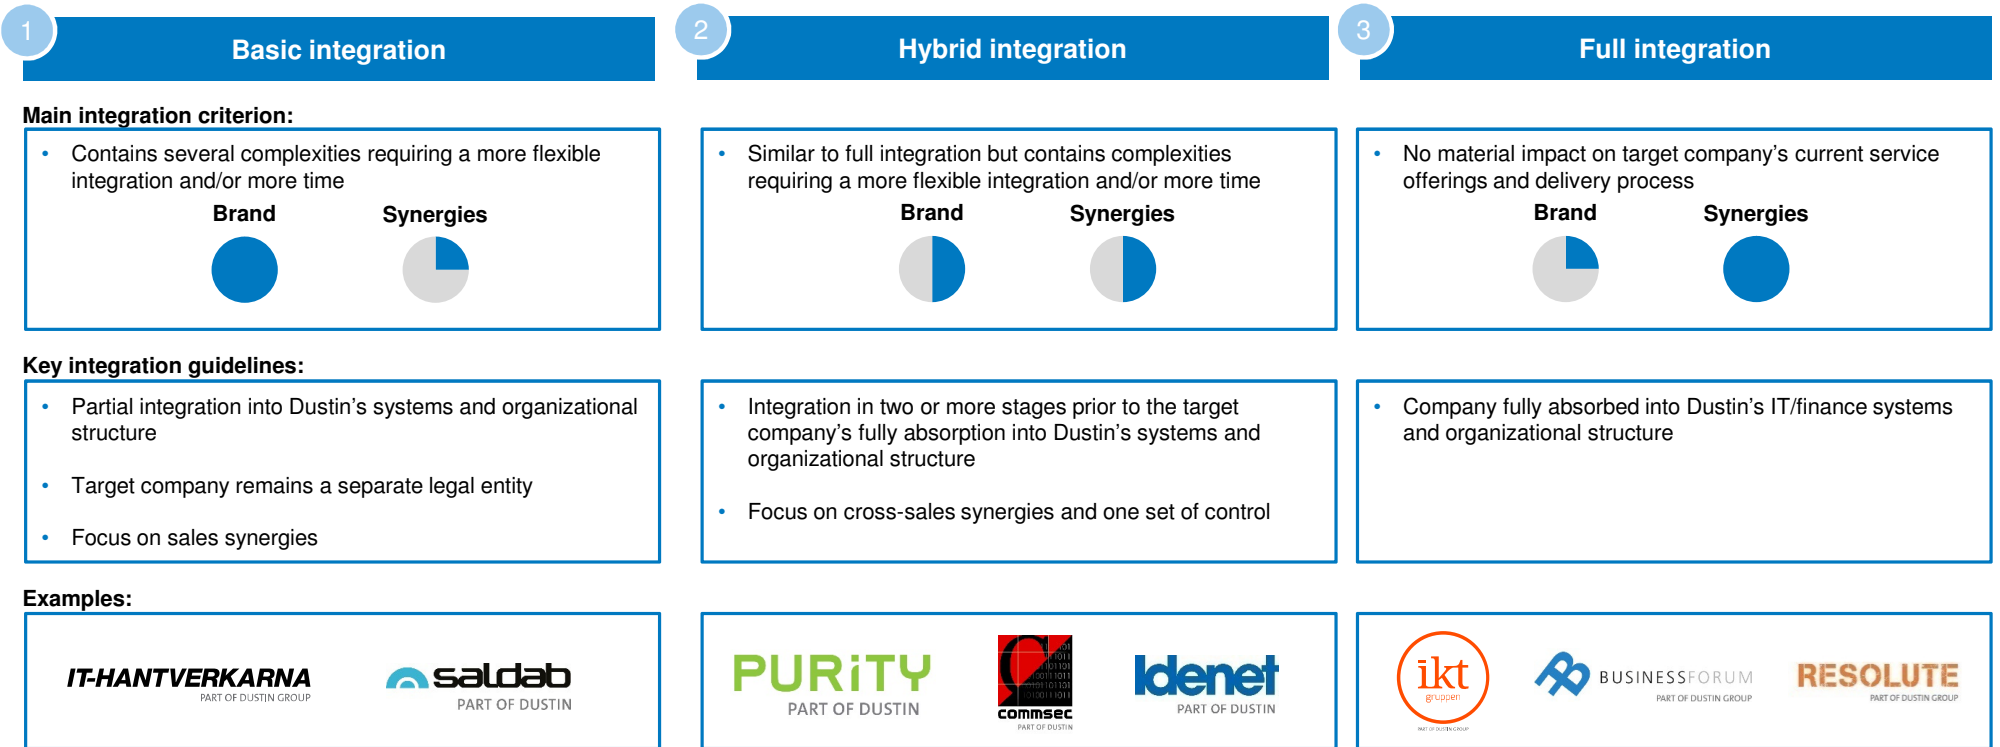 1
Basic integration
2
Hybrid integration
3
Full integration
Main integration criterion:
• Contains several complexities requiring a more flexible
integration and/or more time
Brand
Synergies
• Similar to full integration but contains complexities
requiring a more flexible integration and/or more time
Brand
Synergies
• No material impact on target company's current service
offerings and delivery process
Brand
Synergies
Key integration guidelines:
• Partial integration into Dustin's systems and organizational
structure
• Target company remains a separate legal entity
• Focus on sales synergies
• Integration in two or more stages prior to the target
company's fully absorption into Dustin's systems and
organizational structure
• Focus on cross-sales synergies and one set of control
• Company fully absorbed into Dustin's IT/finance systems
and organizational structure
Examples:
IT-HANTVERKARNA
PART OF DUSTIN GROUP
saldab
PART OF DUSTIN
PURiTY
PART OF DUSTIN
commsec
PART OF DUSTIN
Idenet
PART OF DUSTIN
ikt
gruppen
PART OF DUSTIN GROUP
BUSINESSFORUM
PART OF DUSTIN GROUP
RESOLUTE
PART OF DUSTIN GROUP